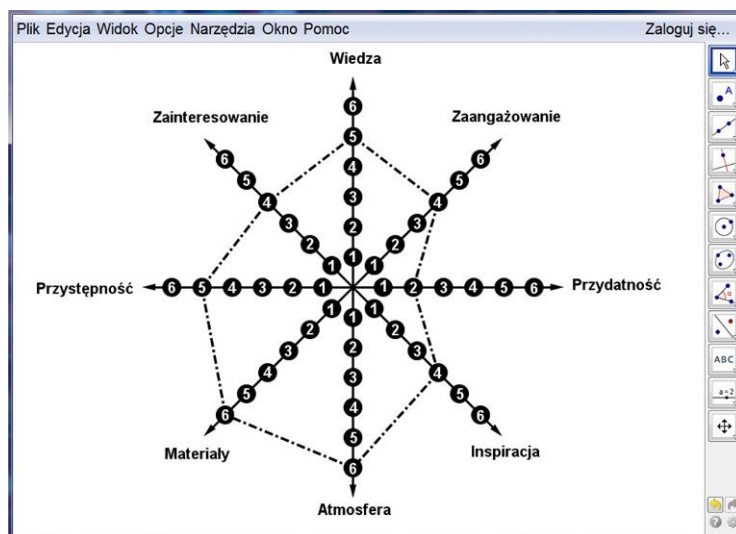 Plik Edycja Widok Opcje Narzędzia Okno Pomoc Zaloguj się...
Wiedza
6
Zainteresowanie Zaangażowanie
5
6 6
5 4 5
4 4
3 3 3
2 2 2
1 1 1
Przystępność 6 5 4 3 2 1 1 2 3 4 5 6 Przydatność
1 1 1
2 2 2
3 3 3
4 4 4
5 5 5
6 6 6
Materiały Inspiracja
Atmosfera
A
ABC
a=2